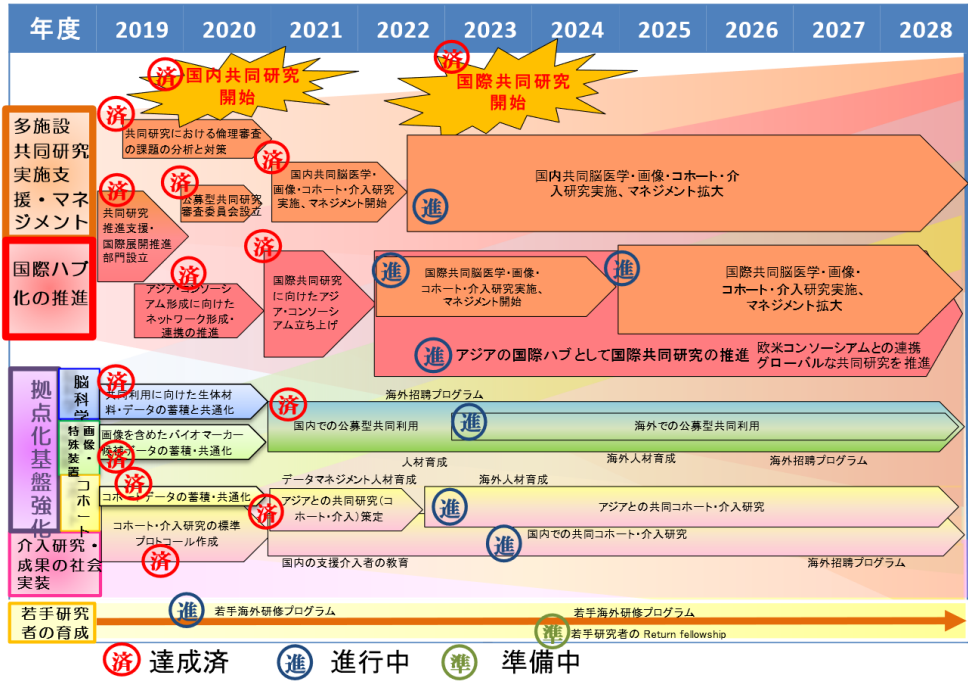 年度 2019 2020 2021 2022 2023 2024 2025 2026 2027 2028
済 国内共同研究
開始
済 国際共同研究
開始
多施設
共同研究
実施支
援・マネ
ジメント
済
共同研究における倫理審査
の課題の分析と対策
済
共同研究
推進支援・
国際展開推進
部門設立
済
公募型共同研究
審査委員会設立
済
国内共同脳医学・
画像・コホート・介入研究
実施、マネジメント開始
進
国内共同脳医学・画像・コホート・介
入研究実施、マネジメント拡大
国際ハブ
化の推進
済
アジア・コンソーシ
アム形成に向けた
ネットワーク形成・
連携の推進
済
国際共同研究
に向けたアジ
ア・コンソーシ
アム立ち上げ
進
国際共同脳医学・画像・
コホート・介入研究実施、
マネジメント開始
進
国際共同脳医学・画像・
コホート・介入研究実施、
マネジメント拡大
進
アジアの国際ハブとして国際共同研究の推進
欧米コンソーシアムとの連携
グローバルな共同研究を推進
拠点化基盤強化
脳科学
済
共同利用に向けた生体材
料・データの蓄積と共通化
済
海外招聘プログラム
国内での公募型共同利用
進
海外での公募型共同利用
画像・
特殊装置
画像を含めたバイオマーカー
候補データの蓄積・共通化
済
人材育成
海外人材育成
海外招聘プログラム
コホート
済
コホートデータの蓄積・共通化
データマネジメント人材育成
海外人材育成
済
アジアとの共同研究(コ
ホート・介入)策定
進
アジアとの共同コホート・介入研究
コホート・介入研究の標準
プロトコール作成
済
進
国内での共同コホート・介入研究
介入研究・
成果の社会
実装
国内の支援介入者の教育
海外招聘プログラム
若手研究
者の育成
進
若手海外研修プログラム
若手海外研修プログラム
準
若手研究者の Return fellowship
済 達成済
進 進行中
準 準備中